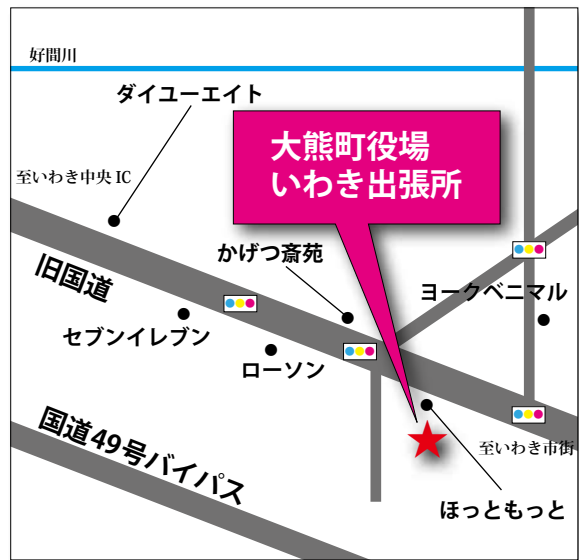 好間川
ダイユーエイト
大熊町役場
いわき出張所
至いわき中央IC
かげつ斎苑
旧国道
ヨークベニマル
セブンイレブン
ローソン
国道49号バイパス
至いわき市街
ほっともっと